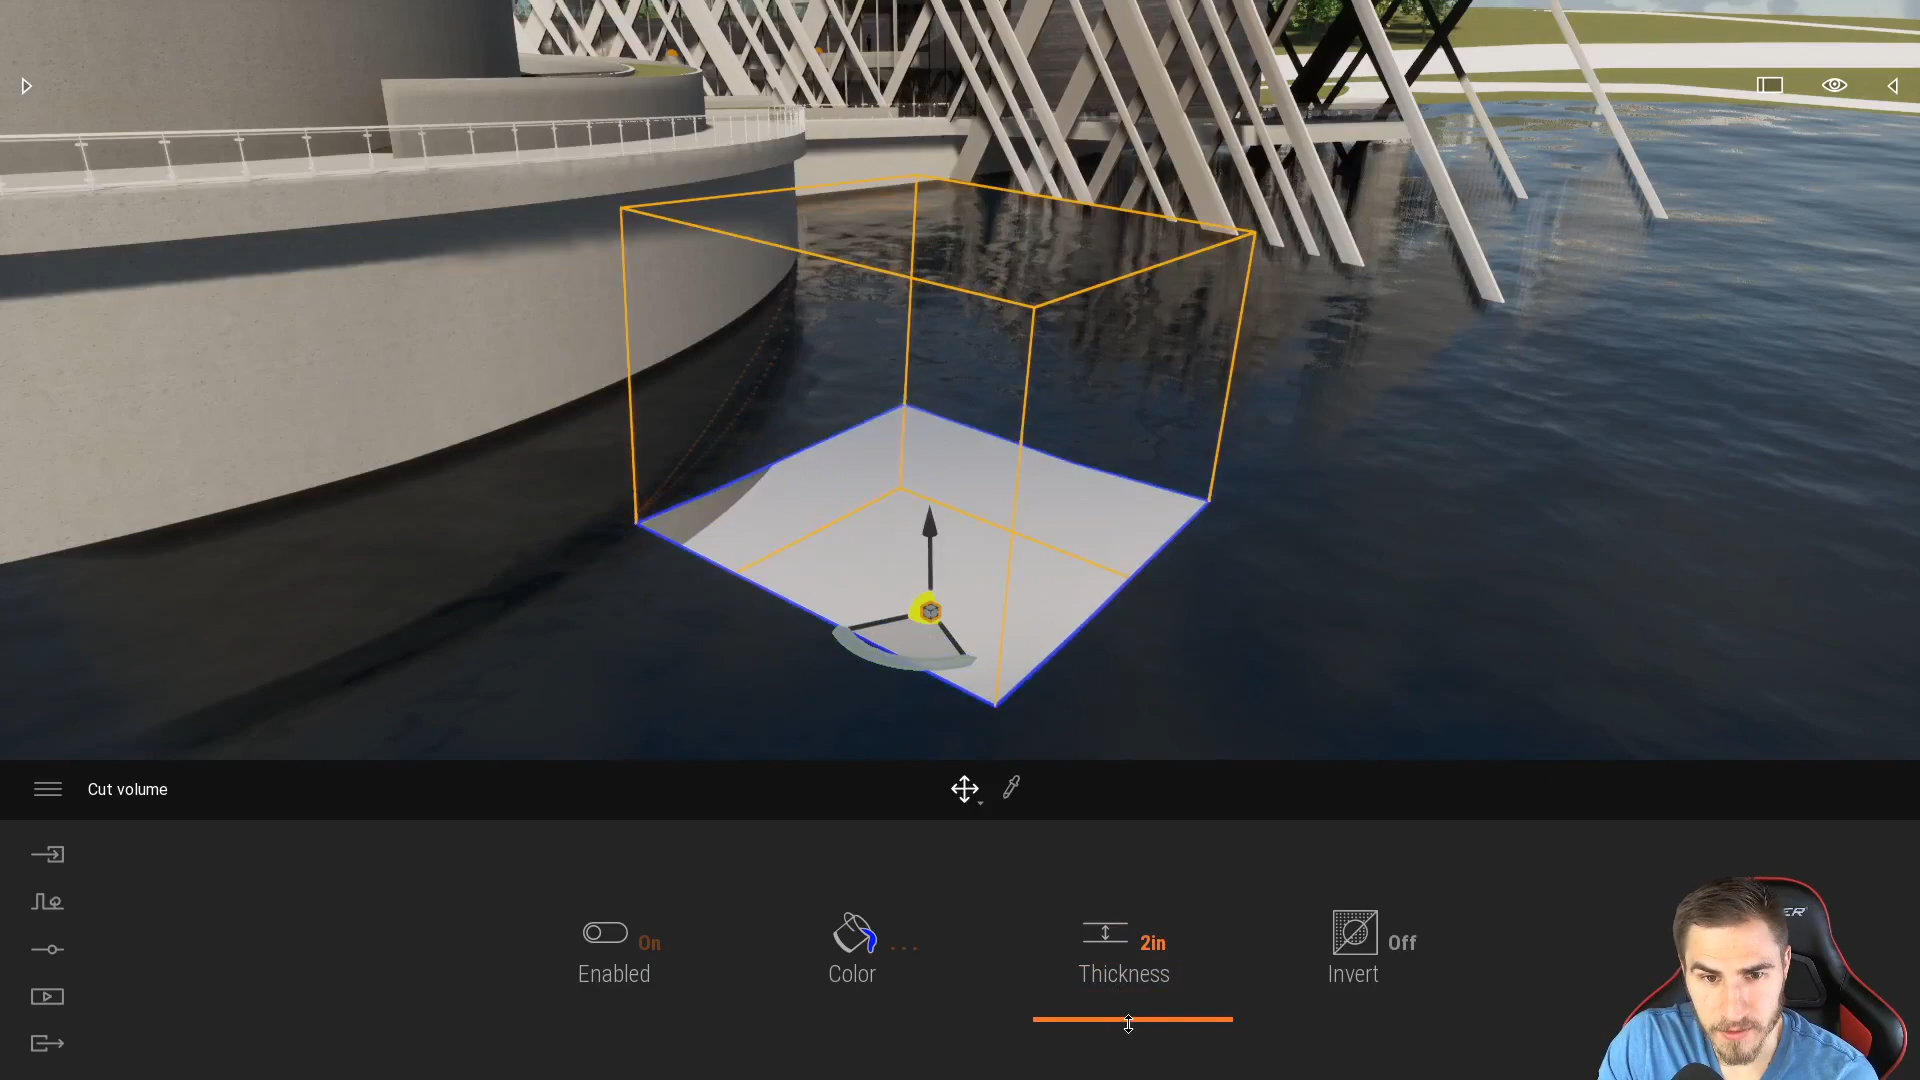 Cut volume
On
Enabled
...
Color
2in
Thickness
Off
Invert